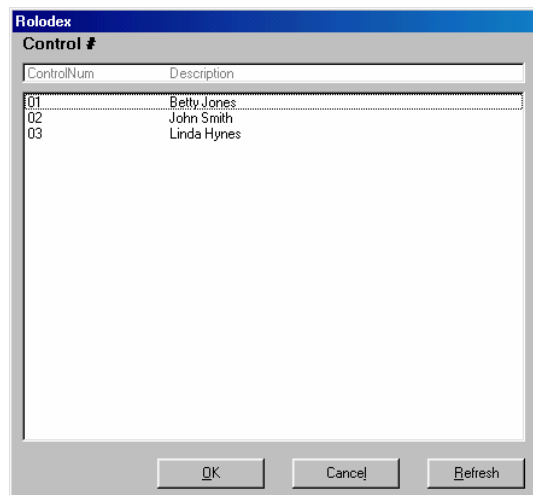 Rolodex
Control #
ControlNum Description
01 Betty Jones
02 John Smith
03 Linda Hynes
OK Cancel Refresh